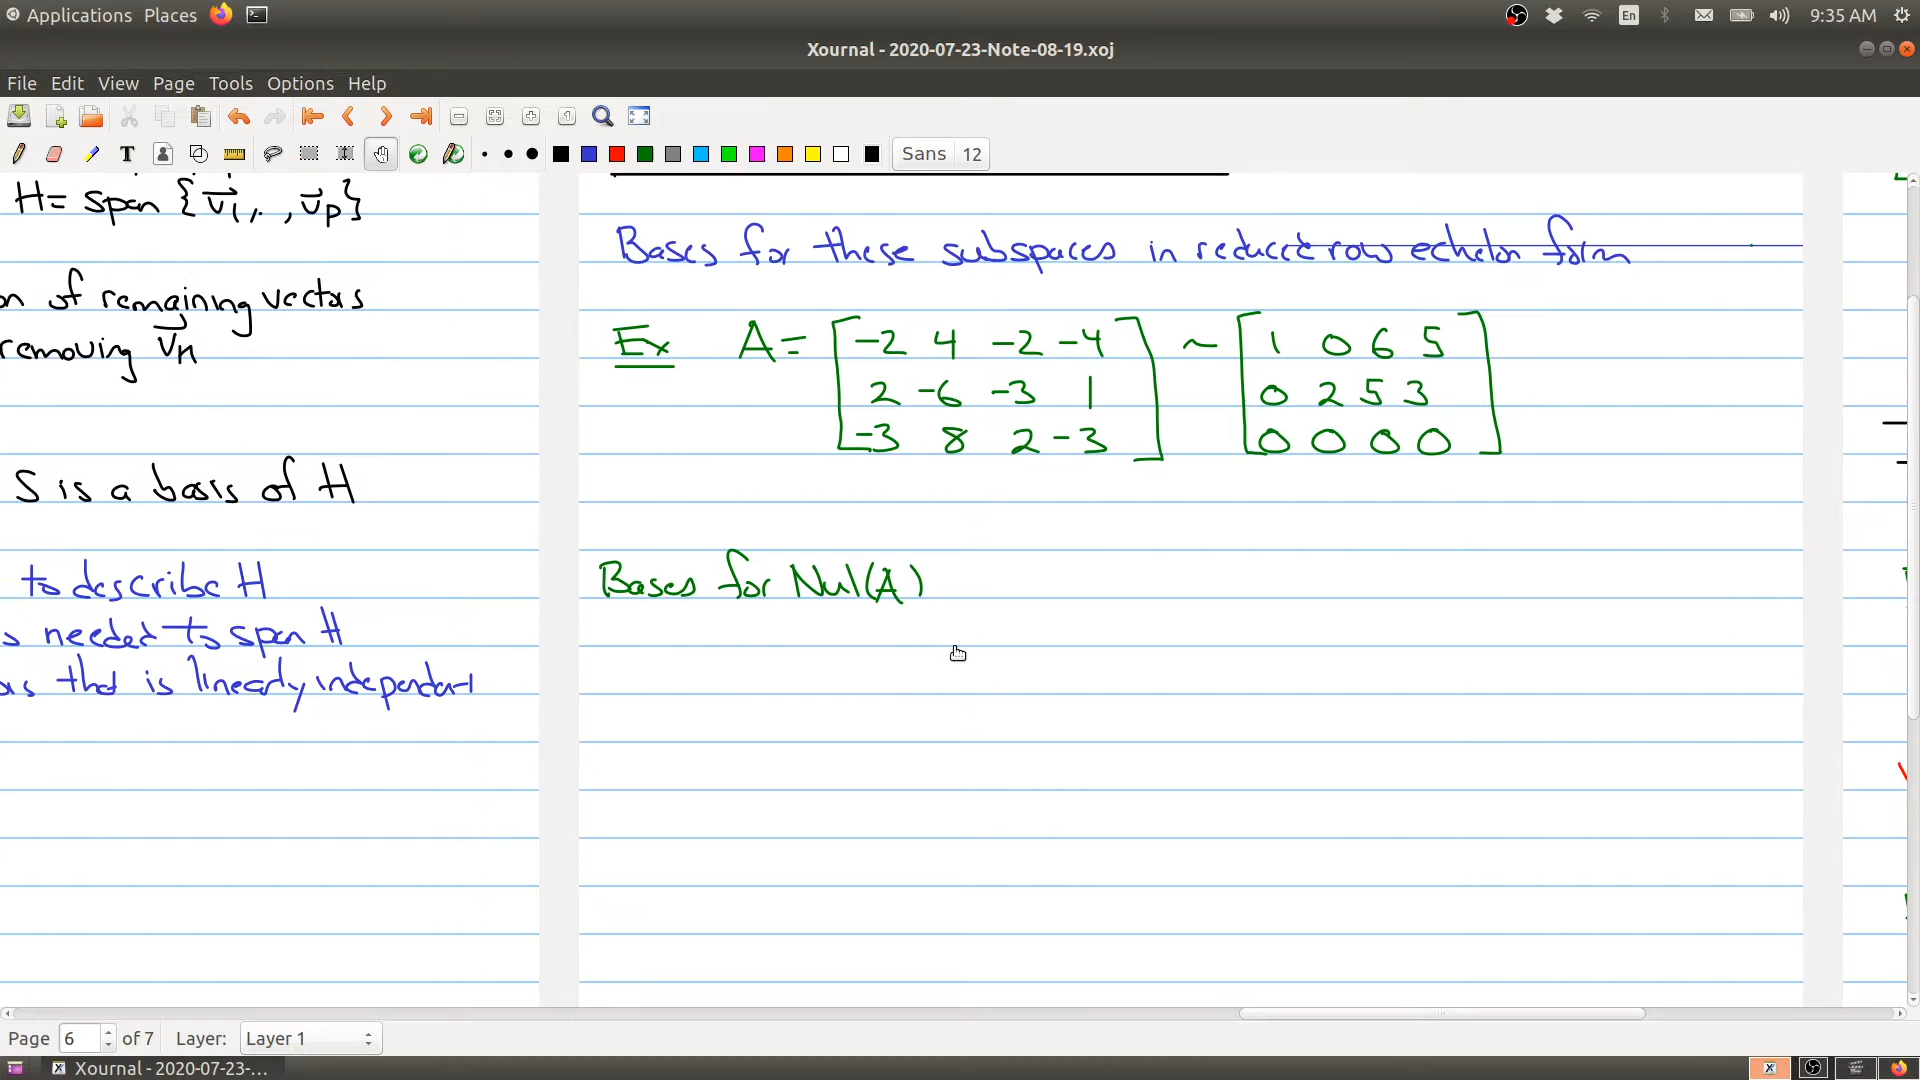 Applications Places En 9:35 AM
Xournal - 2020-07-23-Note-08-19.xoj
File Edit View Page Tools Options Help
Sans 12
H= span {v1, . , vp}
on of remaining vectors
removing vn
S is a basis of H
to describe H
s needed to span H
that is linearly independent
Bases for these subspaces in reduced row echelon form
Ex A= [-2 4 -2 -4 ~ [1 0 6 5
2 -6 -3 1 0 2 5 3
-3 8 2 -3] 0 0 0 0]
Bases for Nul(A)
Page 6 of 7 Layer: Layer 1
Xournal - 2020-07-23-...